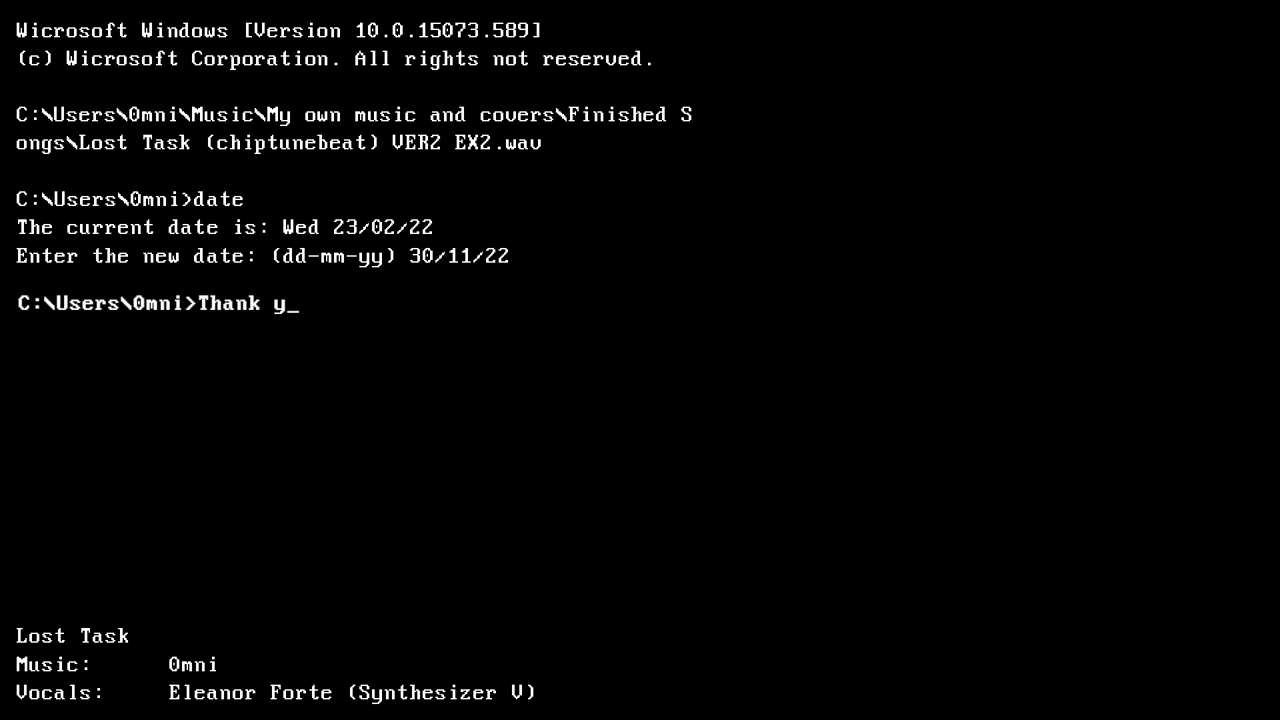 Wicrosoft Windows [Version 10.0.15073.589]
(c) Wicrosoft Corporation. All rights not reserved.
C:\Users\0mni\Music\My own music and covers\Finished S
ongs\Lost Task (chiptunebeat) VER2 EX2.wav
C:\Users\0mni>date
The current date is: Wed 23/02/22
Enter the new date: (dd-mm-yy) 30/11/22
C:\Users\0mni>Thank y_
Lost Task
Music: 0mni
Vocals: Eleanor Forte (Synthesizer V)